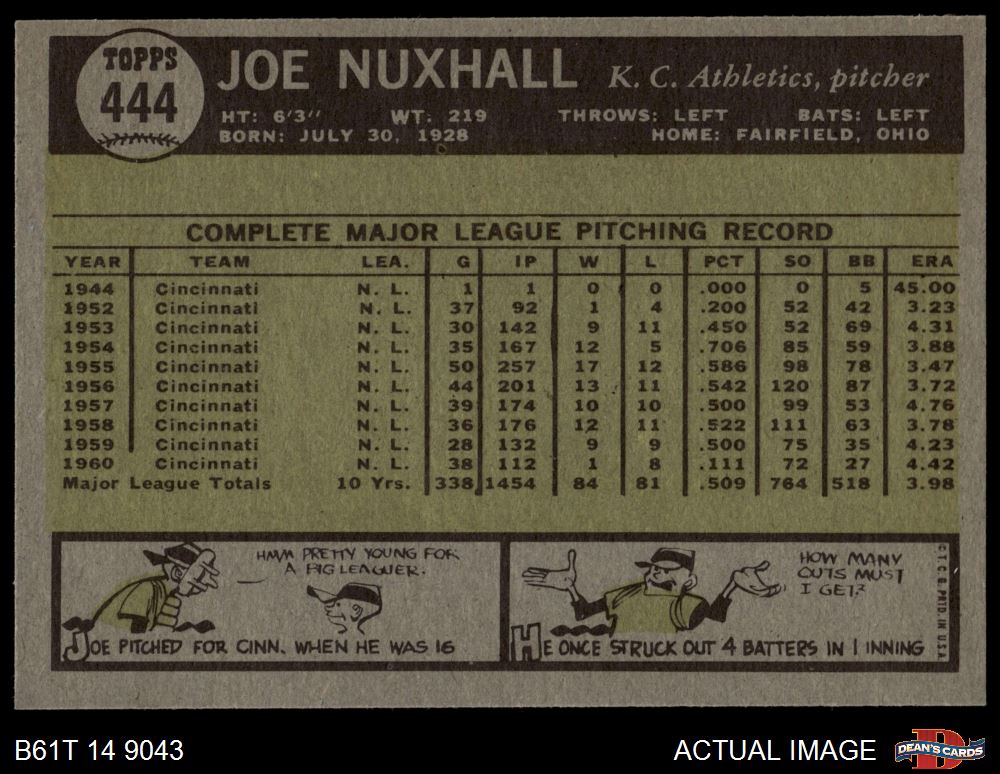 TOPPS
444
JOE NUXHALL K. C. Athletics, pitcher
HT: 6'3" WT. 219 THROWS: LEFT BATS: LEFT
BORN: JULY 30, 1928 HOME: FAIRFIELD, OHIO
COMPLETE MAJOR LEAGUE PITCHING RECORD
YEAR TEAM LEA. G IP W L PCT SO BB ERA
1944 Cincinnati N. L. 1 1 0 0 .000 0 5 45.00
1952 Cincinnati N. L. 37 92 1 4 .200 52 42 3.23
1953 Cincinnati N. L. 30 142 9 11 .450 52 69 4.31
1954 Cincinnati N. L. 35 167 12 5 .706 85 59 3.88
1955 Cincinnati N. L. 50 257 17 12 .586 98 78 3.47
1956 Cincinnati N. L. 44 201 13 11 .542 120 87 3.72
1957 Cincinnati N. L. 39 174 10 10 .500 99 53 4.76
1958 Cincinnati N. L. 36 176 12 11 .522 111 63 3.78
1959 Cincinnati N. L. 28 132 9 9 .500 75 35 4.23
1960 Cincinnati N. L. 38 112 1 8 .111 72 27 4.42
Major League Totals 10 Yrs. 338 1454 84 81 .509 764 518 3.98
HMM PRETTY YOUNG FOR
A BIG LEAGUER.
JOE PITCHED FOR CINN. WHEN HE WAS 16
HOW MANY
OUTS MUST
I GET?
HE ONCE STRUCK OUT 4 BATTERS IN 1 INNING
© T. C. G. PRTD. IN U.S.A.
B61T 14 9043
ACTUAL IMAGE
D
DEAN'S CARDS